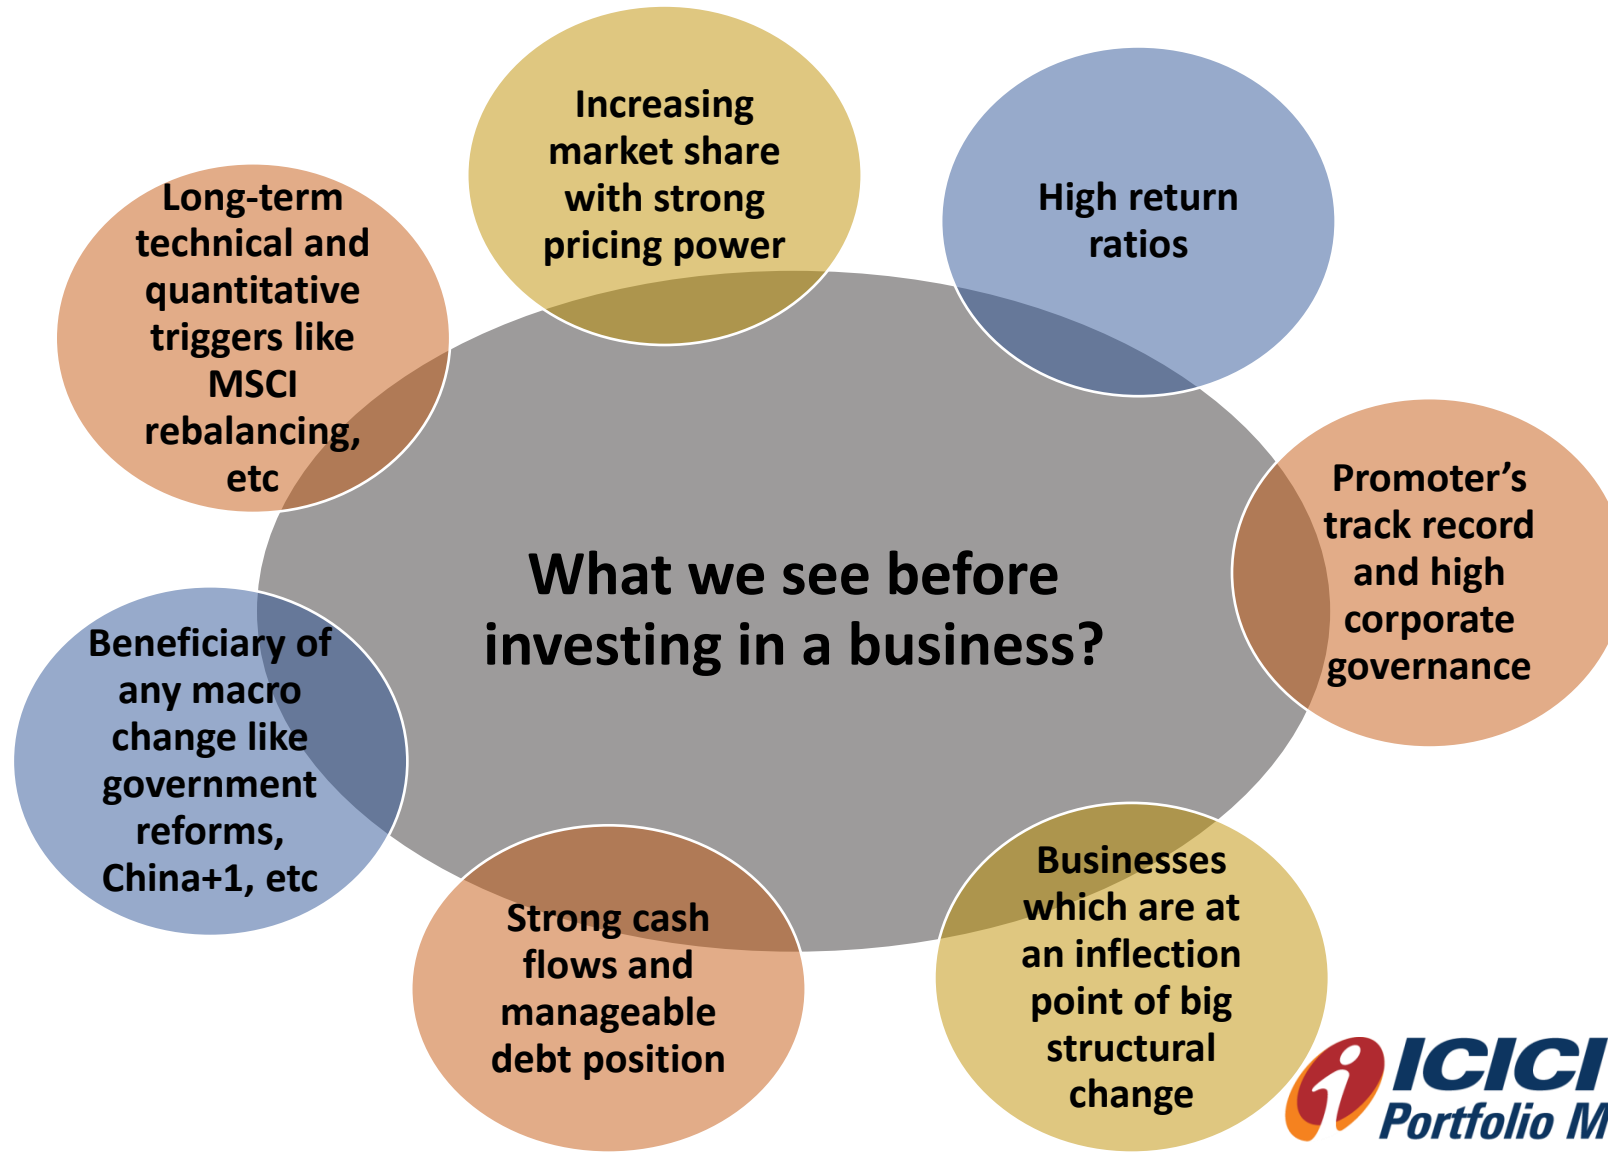 Increasing
market share
with strong
pricing power
High return
ratios
Long-term
technical and
quantitative
triggers like
MSCI
rebalancing,
etc
Promoter’s
track record
and high
corporate
governance
What we see before
investing in a business?
Beneficiary of
any macro
change like
government
reforms,
China+1, etc
Strong cash
flows and
manageable
debt position
Businesses
which are at
an inflection
point of big
structural
change
ICICI
Portfolio M